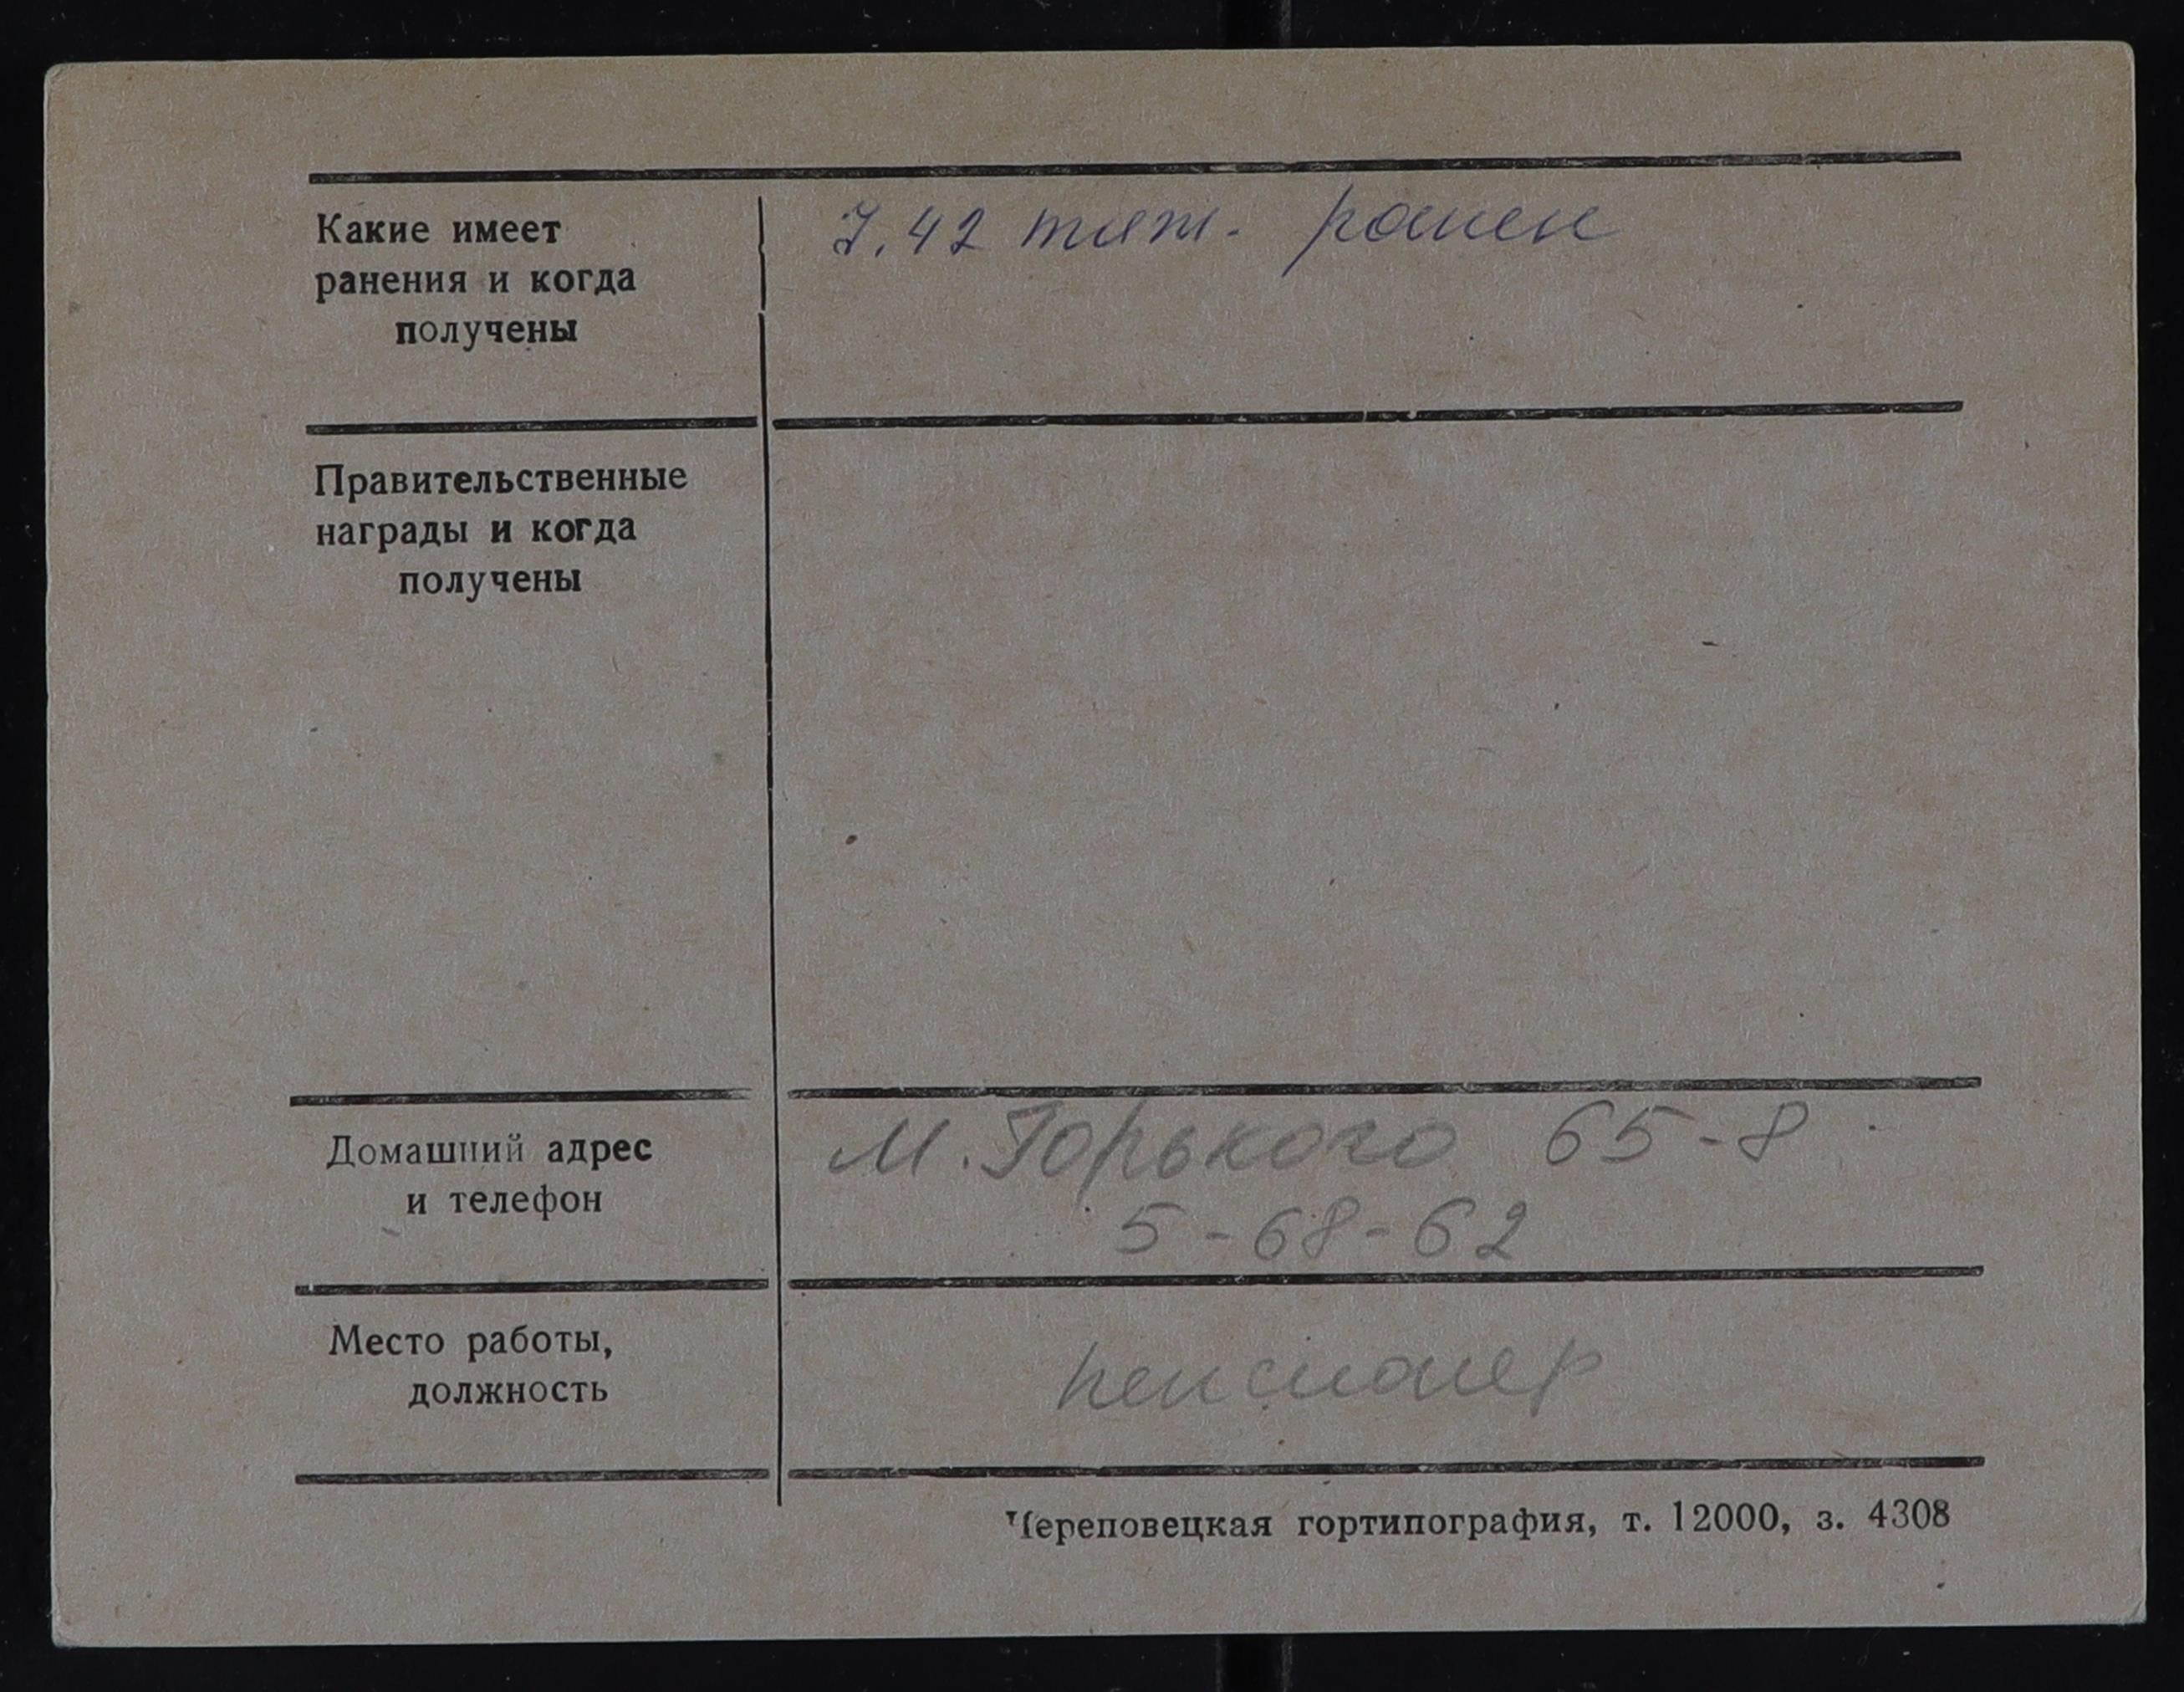 Какие имеет
ранения и когда
получены
7.42 тяж. ранен
Правительственные
награды и когда
получены
Домашний адрес
и телефон
М. Горького 65-8
5-68-62
Место работы,
должность
пенсионер
Череповецкая гортипография, т. 12000, з. 4308